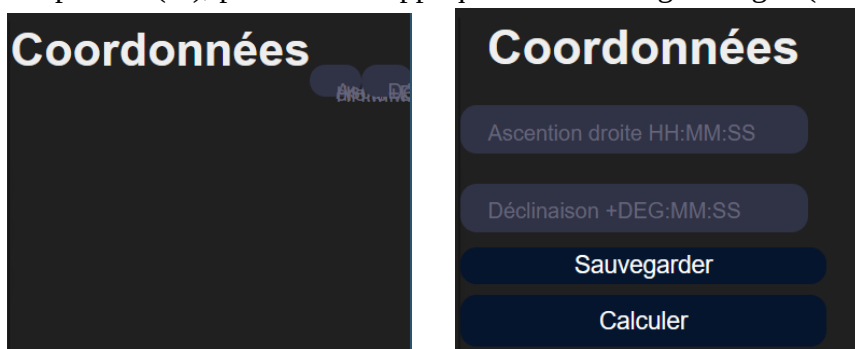 Coordonnées
Coordonnées
Ascention droite HH:MM:SS
Déclinaison +DEG:MM:SS
Sauvegarder
Calculer